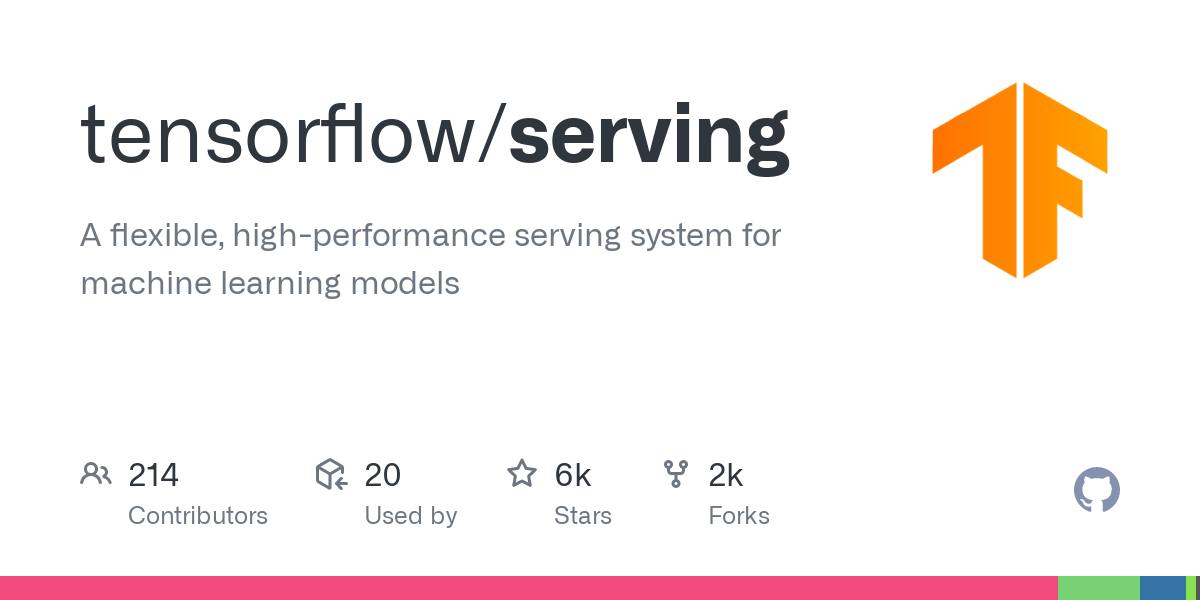 tensorflow/serving
A flexible, high-performance serving system for
machine learning models
214 20 6k 2k
Contributors Used by Stars Forks